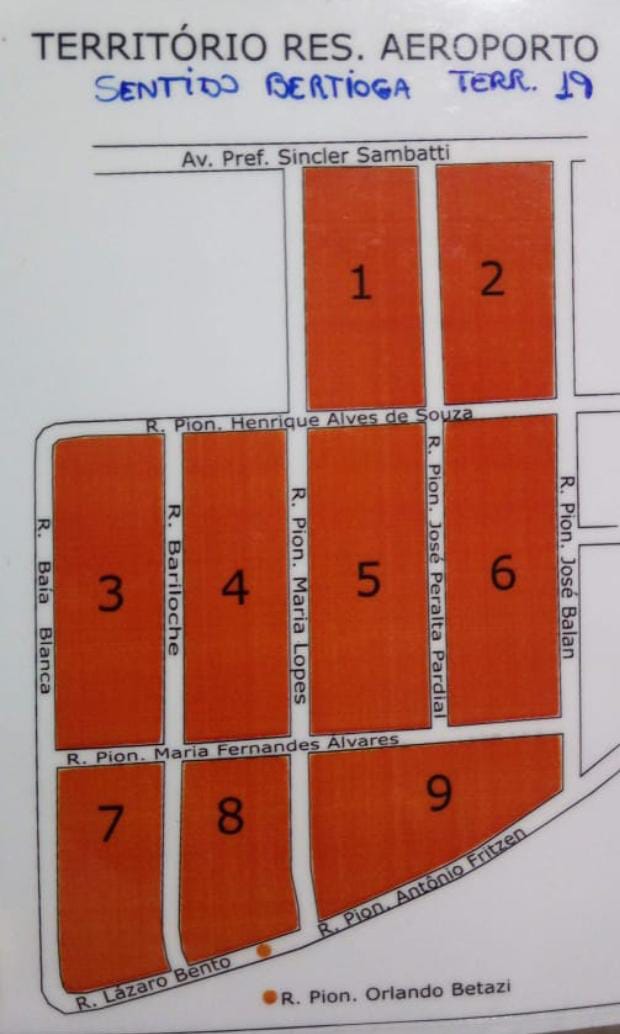 TERRITÓRIO RES. AEROPORTO
SENTIDO BERTIOGA TERR. 19
Av. Pref. Sincler Sambatti
1
2
R. Pion. Henrique Alves de Souza
R. Baía Blanca
3
R. Bariloche
4
R. Pion. Maria Lopes
5
R. Pion. José Peralta Pardial
6
R. Pion. José Balan
R. Pion. Maria Fernandes Álvares
7
8
9
R. Pion. Antônio Fritzen
R. Lázaro Bento
R. Pion. Orlando Betazi